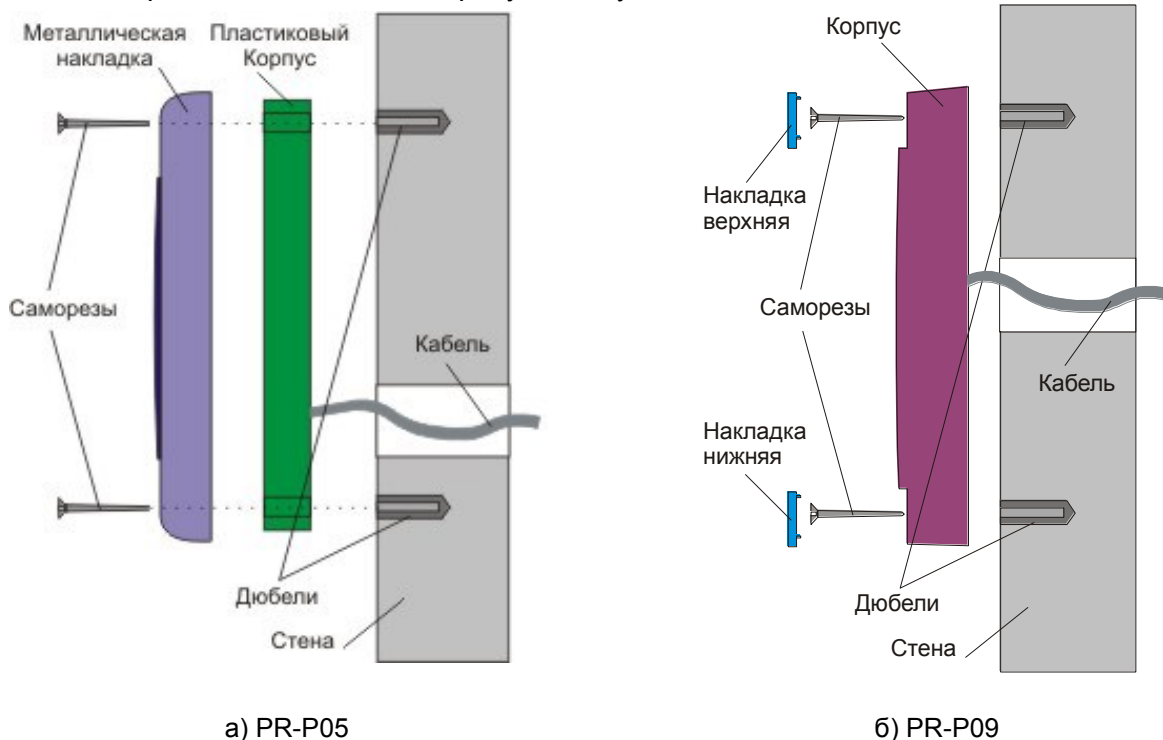 Металлическая
накладка
Пластиковый
Корпус
Саморезы
Кабель
Дюбели
Стена
а) PR-P05
Корпус
Накладка
верхняя
Саморезы
Кабель
Накладка
нижняя
Дюбели
Стена
б) PR-P09